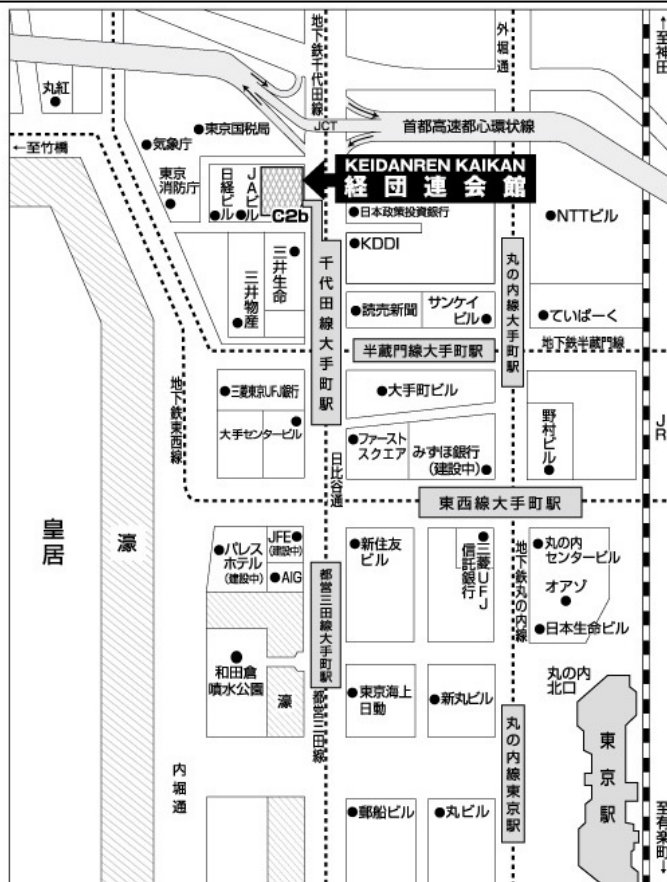 地下鉄千代田線
外堀通
↑至神田
丸紅
JCT
首都高速都心環状線
東京国税局
気象庁
←至竹橋
KEIDANREN KAIKAN
経団連会館
東京
消防庁
日経ビル
JAビル
C2b
日本政策投資銀行
NTTビル
KDDI
三井生命
三井物産
千代田線大手町駅
丸の内線大手町駅
読売新聞
サンケイ
ビル
ていぱーく
地下鉄半蔵門線
半蔵門線大手町駅
地下鉄東西線
三菱東京UFJ銀行
大手町ビル
JR
大手センタービル
ファースト
スクエア
みずほ銀行
(建設中)
野村ビル
日比谷通
東西線大手町駅
皇居
濠
パレス
ホテル
(建設中)
JFE
(建設中)
AIG
新住友
ビル
三菱UFJ
信託銀行
地下鉄丸の内線
丸の内
センタービル
オアゾ
日本生命ビル
都営三田線大手町駅
和田倉
噴水公園
濠
都営三田線
東京海上
日動
新丸ビル
丸の内
北口
東京駅
丸の内線東京駅
内堀通
郵船ビル
丸ビル
至有楽町→